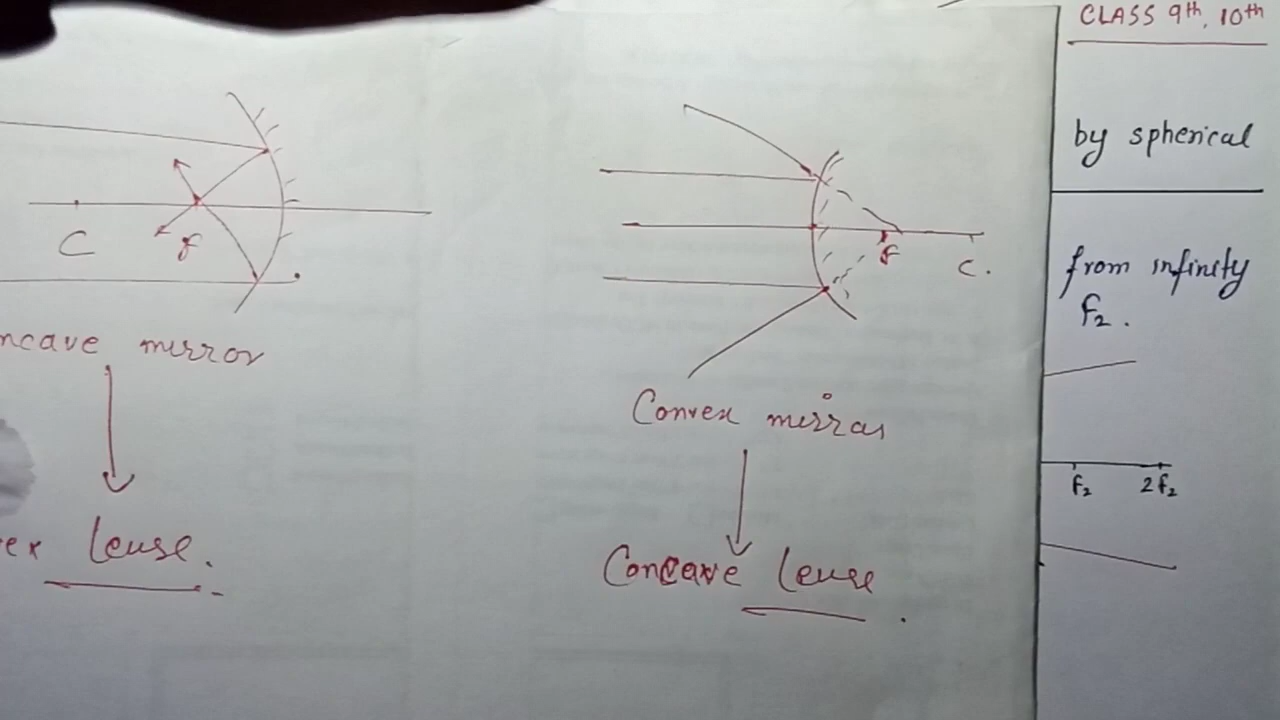 C
F
ncave mirror
ex lense.
F
C.
Convex mirror
Concave lense
CLASS 9th, 10th
by spherical
from infinity
F2.
F2 2F2